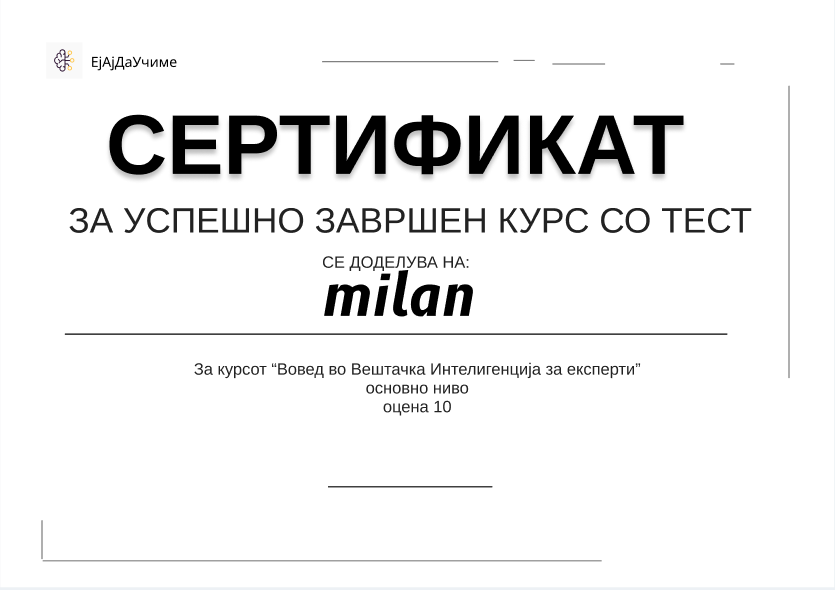 ЕјАјДаУчиме
СЕРТИФИКАТ
ЗА УСПЕШНО ЗАВРШЕН КУРС СО ТЕСТ
СЕ ДОДЕЛУВА НА:
milan
За курсот “Вовед во Вештачка Интелигенција за експерти”
основно ниво
оцена 10